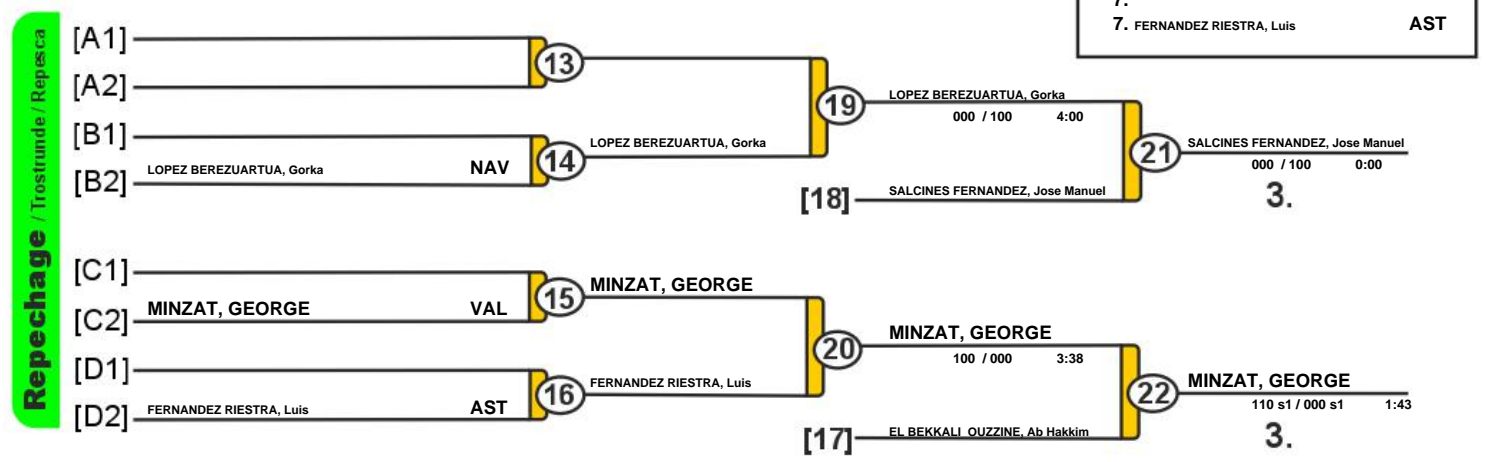 7.
7. FERNANDEZ RIESTRA, Luis AST
Repechage / Trostrunde / Repesca
[A1]
13
[A2]
19
LOPEZ BEREZUARTUA, Gorka
000 / 100 4:00
[B1]
LOPEZ BEREZUARTUA, Gorka
14
LOPEZ BEREZUARTUA, Gorka NAV
[B2]
21
SALCINES FERNANDEZ, Jose Manuel
000 / 100 0:00
[18]
SALCINES FERNANDEZ, Jose Manuel
3.
[C1]
MINZAT, GEORGE
15
MINZAT, GEORGE VAL
[C2]
20
MINZAT, GEORGE
100 / 000 3:38
[D1]
FERNANDEZ RIESTRA, Luis
16
FERNANDEZ RIESTRA, Luis AST
[D2]
22
MINZAT, GEORGE
110 s1 / 000 s1 1:43
[17]
EL BEKKALI OUZZINE, Ab Hakkim
3.